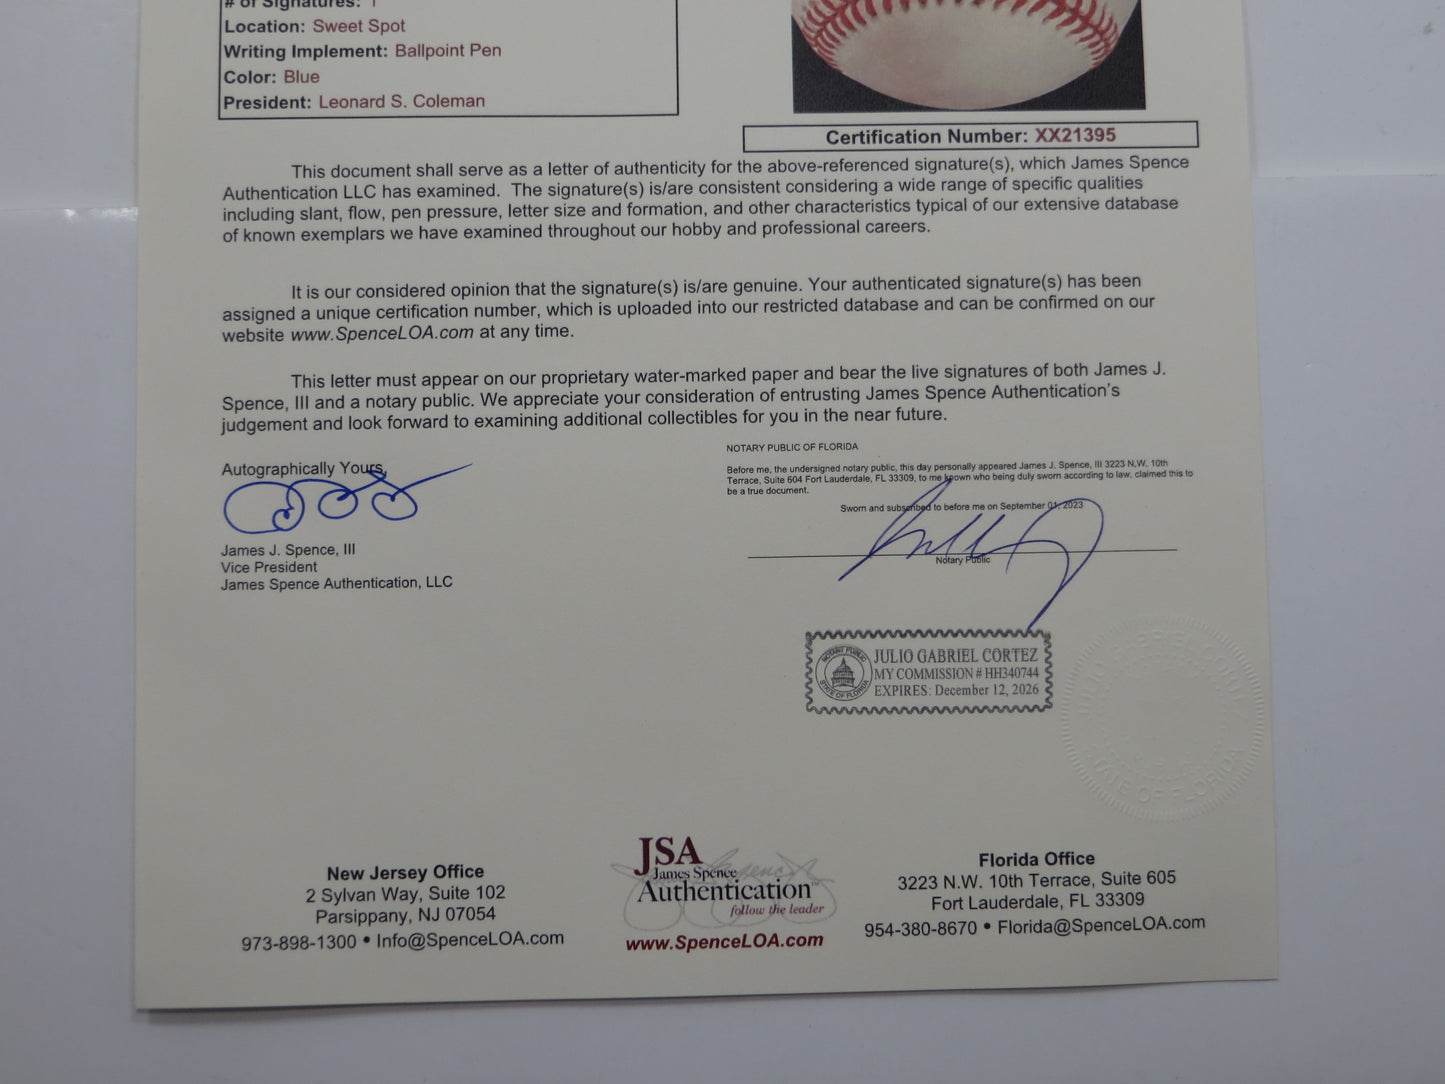 # of Signatures: 1
Location: Sweet Spot
Writing Implement: Ballpoint Pen
Color: Blue
President: Leonard S. Coleman
Certification Number: XX21395
This document shall serve as a letter of authenticity for the above-referenced signature(s), which James Spence
Authentication LLC has examined. The signature(s) is/are consistent considering a wide range of specific qualities
including slant, flow, pen pressure, letter size and formation, and other characteristics typical of our extensive database
of known exemplars we have examined throughout our hobby and professional careers.
It is our considered opinion that the signature(s) is/are genuine. Your authenticated signature(s) has been
assigned a unique certification number, which is uploaded into our restricted database and can be confirmed on our
website www.SpenceLOA.com at any time.
This letter must appear on our proprietary water-marked paper and bear the live signatures of both James J.
Spence, III and a notary public. We appreciate your consideration of entrusting James Spence Authentication's
judgement and look forward to examining additional collectibles for you in the near future.
Autographically Yours,
James J. Spence, III
Vice President
James Spence Authentication, LLC
NOTARY PUBLIC OF FLORIDA
Before me, the undersigned notary public, this day personally appeared James J. Spence, III 3223 N.W. 10th
Terrace, Suite 604 Fort Lauderdale, FL 33309, to me known who being duly sworn according to law, claimed this to
be a true document.
Sworn and subscribed to before me on September 01, 2023
Notary Public
NOTARY PUBLIC
STATE OF FLORIDA
JULIO GABRIEL CORTEZ
MY COMMISSION # HH340744
EXPIRES: December 12, 2026
STATE OF FLORIDA
New Jersey Office
2 Sylvan Way, Suite 102
Parsippany, NJ 07054
973-898-1300 • Info@SpenceLOA.com
JSA
James Spence
Authentication™
follow the leader
www.SpenceLOA.com
Florida Office
3223 N.W. 10th Terrace, Suite 605
Fort Lauderdale, FL 33309
954-380-8670 • Florida@SpenceLOA.com